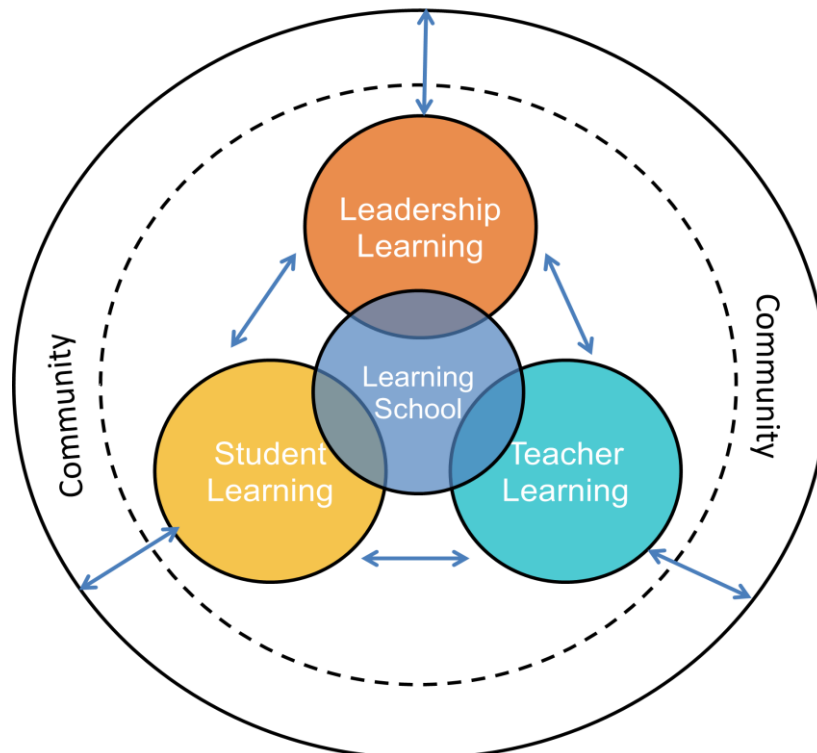 Leadership
Learning
Community
Community
Learning
School
Student
Learning
Teacher
Learning